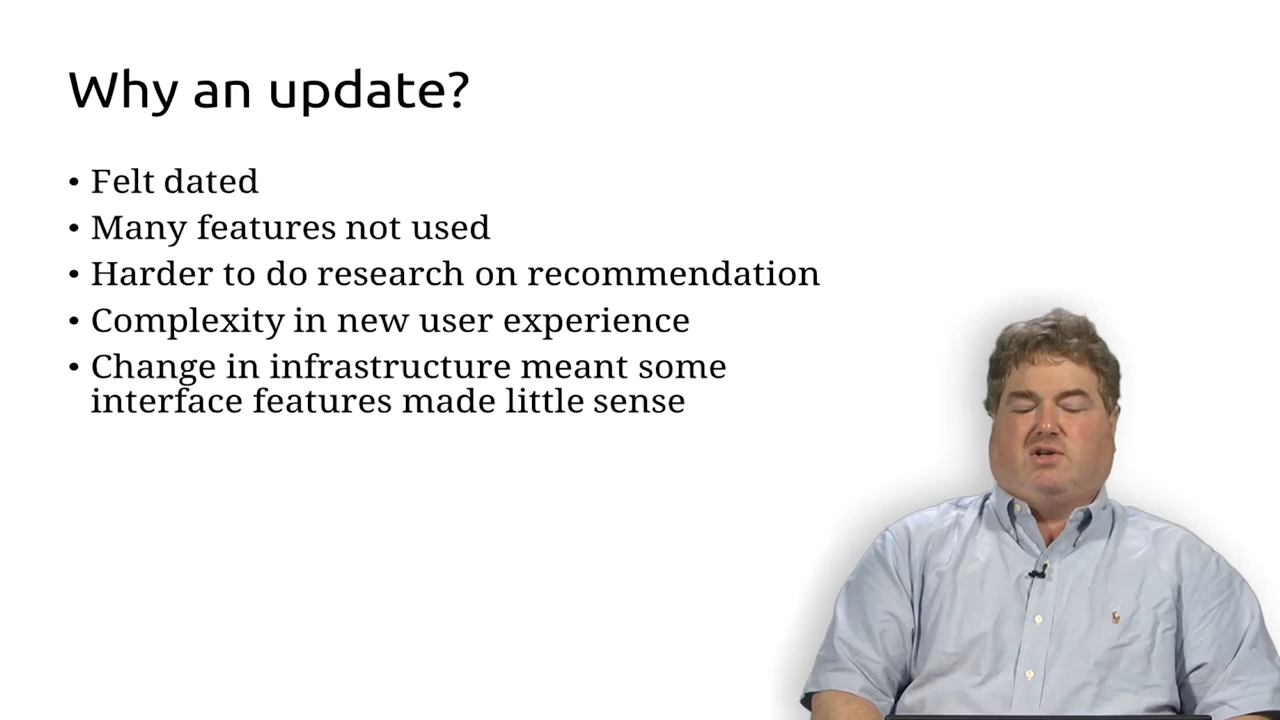 Why an update?
• Felt dated
• Many features not used
• Harder to do research on recommendation
• Complexity in new user experience
• Change in infrastructure meant some
interface features made little sense